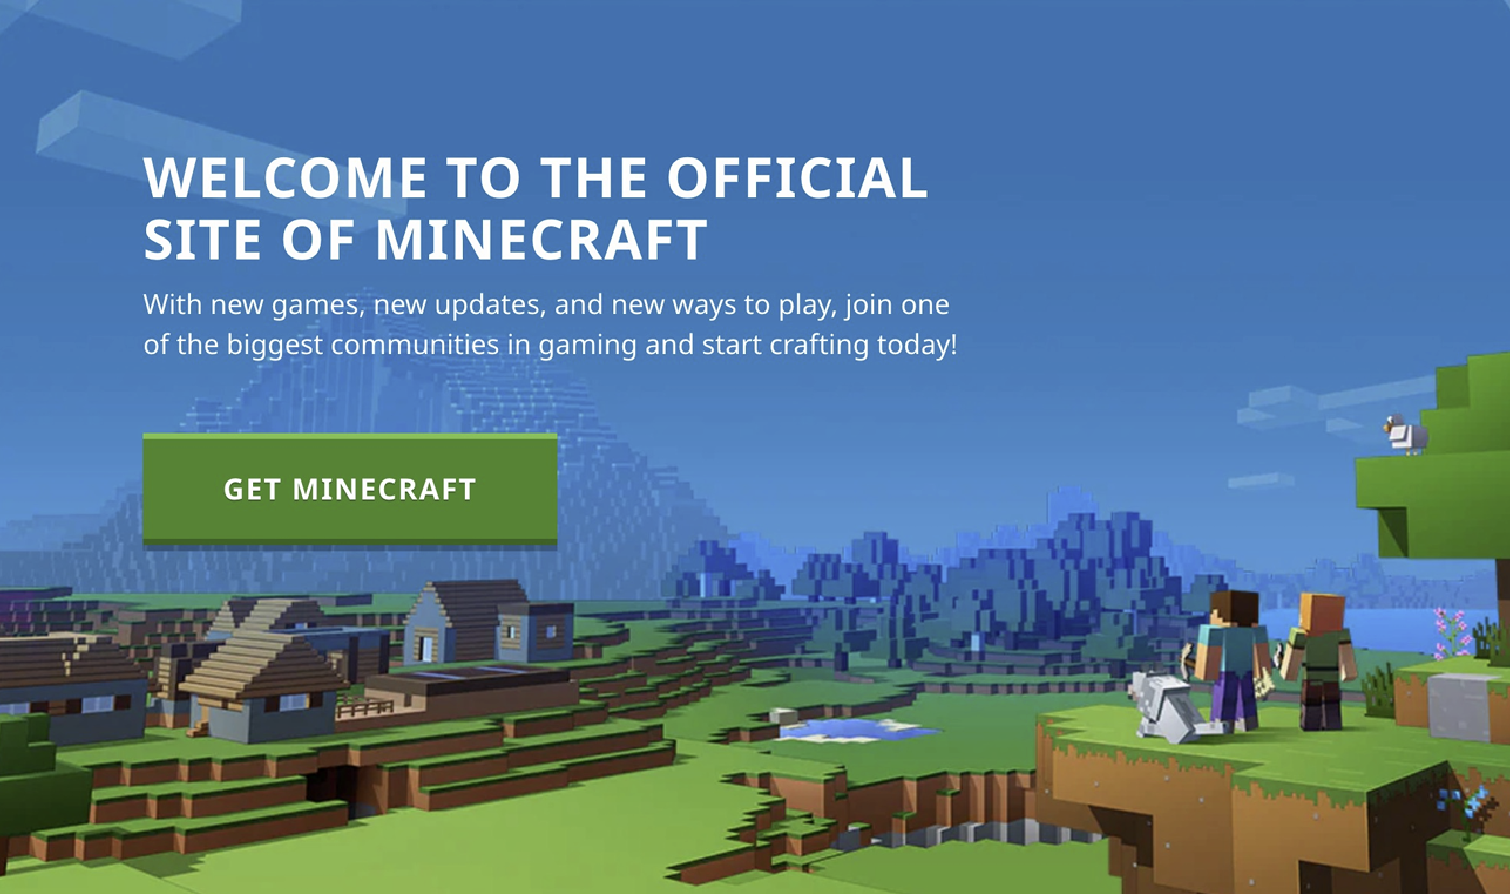 WELCOME TO THE OFFICIAL
SITE OF MINECRAFT
With new games, new updates, and new ways to play, join one
of the biggest communities in gaming and start crafting today!
GET MINECRAFT